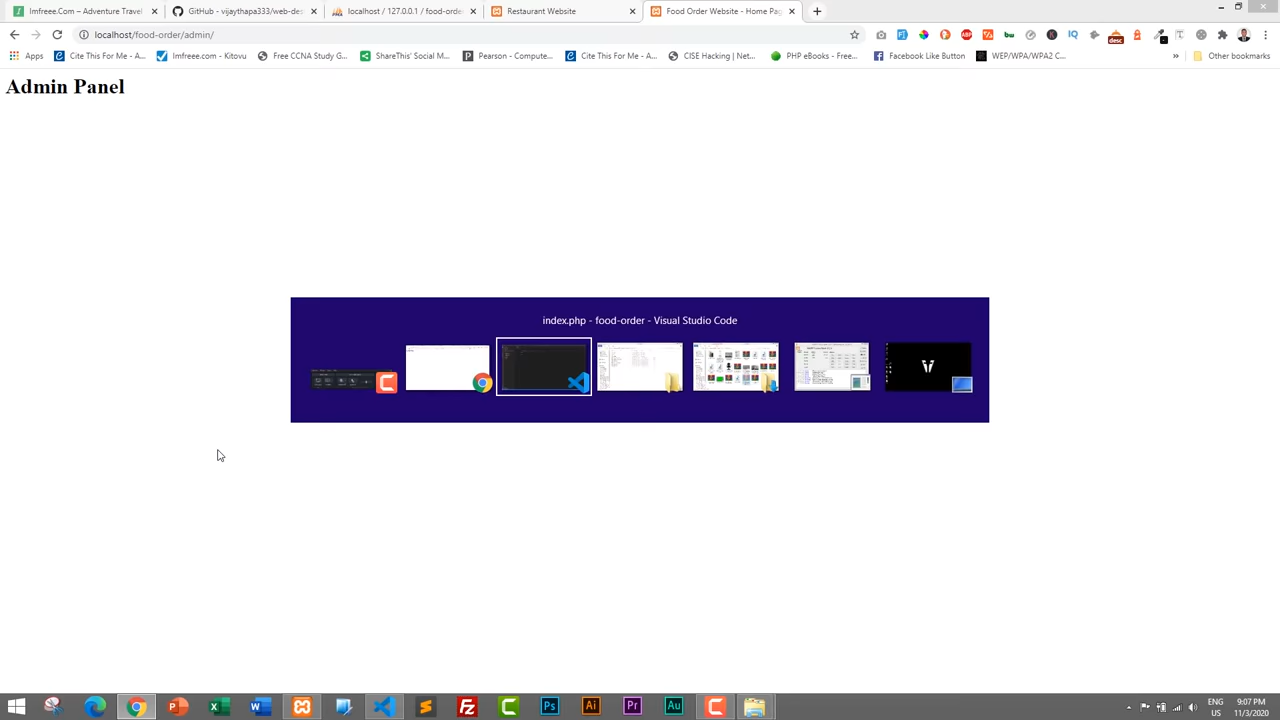 Imfreee.Com – Adventure Travel
GitHub - vijaythapa333/web-des
localhost / 127.0.0.1 / food-orde
Restaurant Website
Food Order Website - Home Pag
localhost/food-order/admin/
Apps
Cite This For Me - A...
Imfreee.com - Kitovu
Free CCNA Study G...
ShareThis' Social M...
Pearson - Compute...
Cite This For Me - A...
CISE Hacking | Net...
PHP eBooks - Free...
Facebook Like Button
WEP/WPA/WPA2 C...
Other bookmarks
Admin Panel
index.php - food-order - Visual Studio Code
ENG
9:07 PM
US
11/3/2020